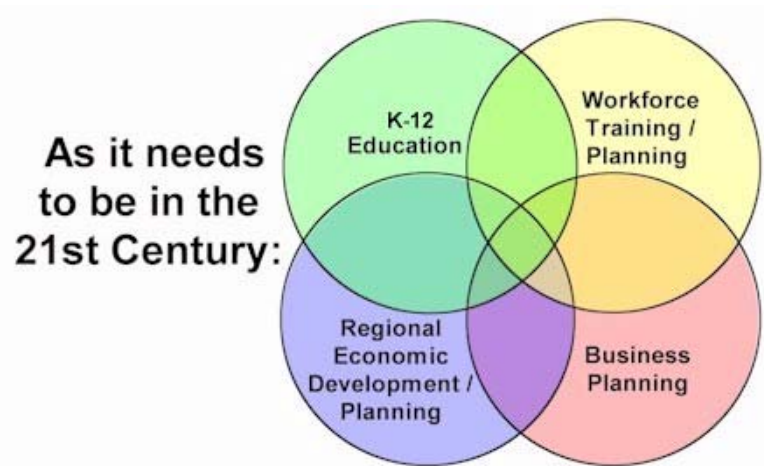 As it needs
to be in the
21st Century:
K-12
Education
Workforce
Training /
Planning
Regional
Economic
Development /
Planning
Business
Planning